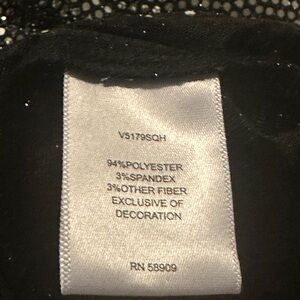 V5179SQH
94%POLYESTER
3%SPANDEX
3%OTHER FIBER
EXCLUSIVE OF
DECORATION
RN 58909